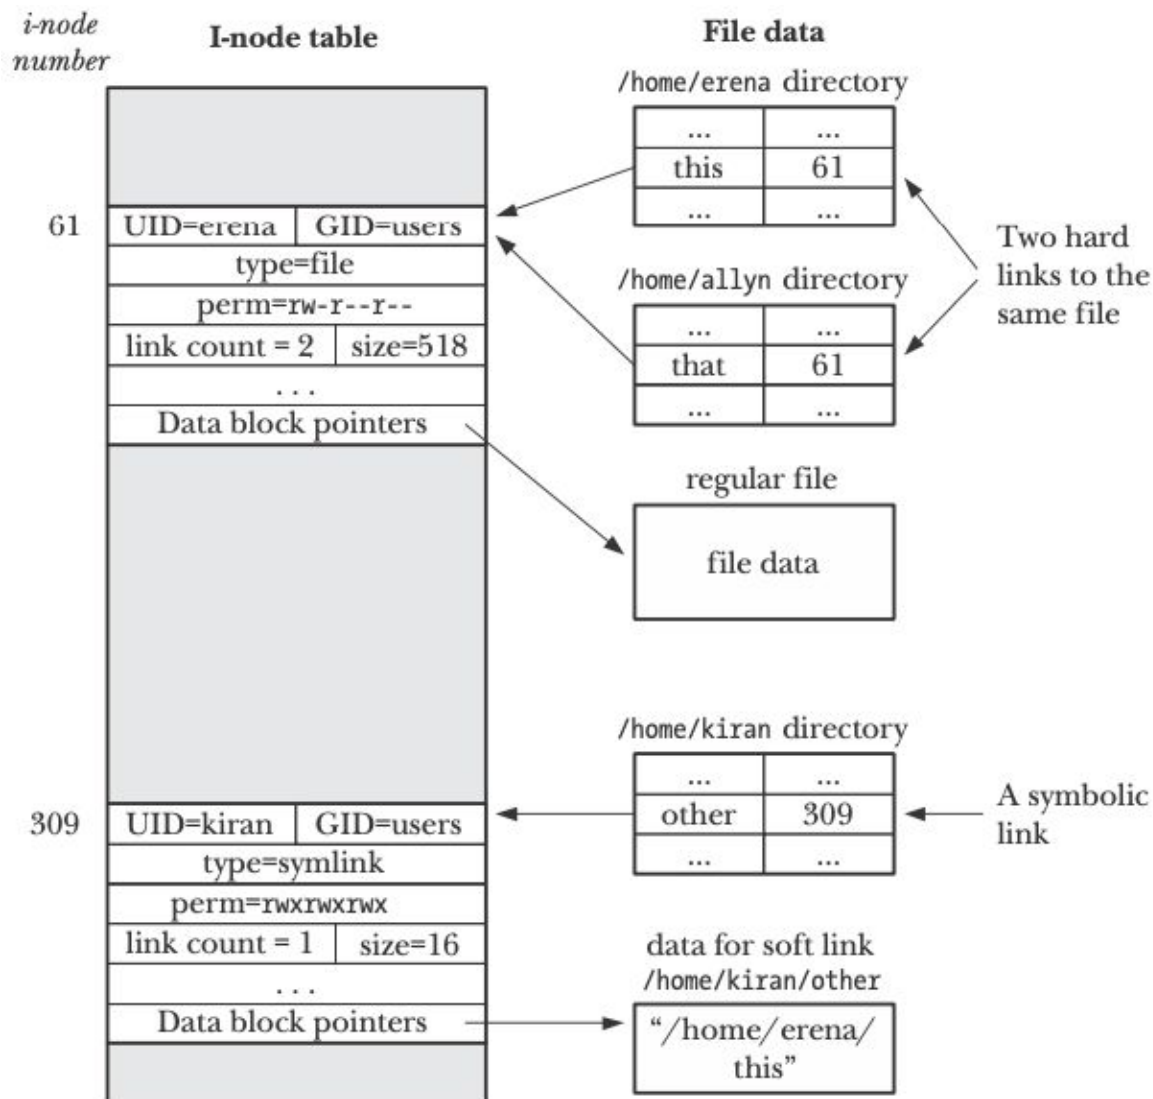 i-node
number
I-node table
File data
/home/erena directory
... ...
this 61
... ...
61
UID=erena GID=users
type=file
perm=rw-r--r--
link count = 2 size=518
. . .
Data block pointers
Two hard
links to the
same file
/home/allyn directory
... ...
that 61
... ...
regular file
file data
/home/kiran directory
... ...
other 309
... ...
A symbolic
link
309
UID=kiran GID=users
type=symlink
perm=rwxrwxrwx
link count = 1 size=16
. . .
Data block pointers
data for soft link
/home/kiran/other
“/home/erena/
this”